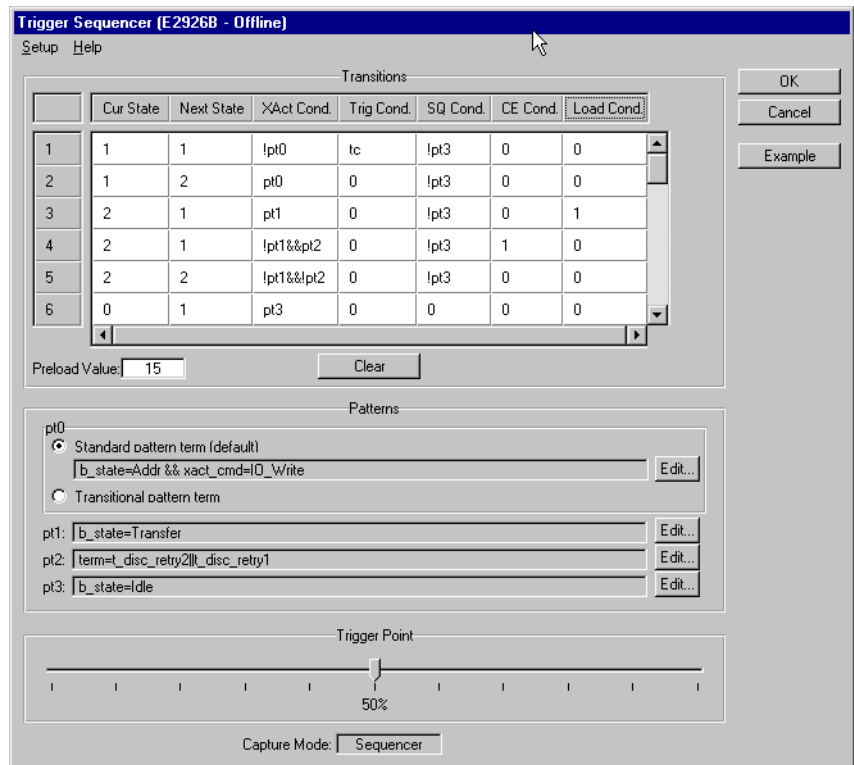 Trigger Sequencer (E2926B - Offline)
Setup Help
Transitions
Cur State Next State XAct Cond. Trig Cond. SQ Cond. CE Cond. Load Cond.
1 1 1 !pt0 tc !pt3 0 0
2 1 2 pt0 0 !pt3 0 0
3 2 1 pt1 0 !pt3 0 1
4 2 1 !pt1&&pt2 0 !pt3 1 0
5 2 2 !pt1&&!pt2 0 !pt3 0 0
6 0 1 pt3 0 0 0 0
OK
Cancel
Example
Preload Value: 15 Clear
Patterns
pt0
Standard pattern term (default)
b_state=Addr && xact_cmd=IO_Write Edit...
Transitional pattern term
pt1: b_state=Transfer Edit...
pt2: term=t_disc_retry2||t_disc_retry1 Edit...
pt3: b_state=Idle Edit...
Trigger Point
50%
Capture Mode: Sequencer